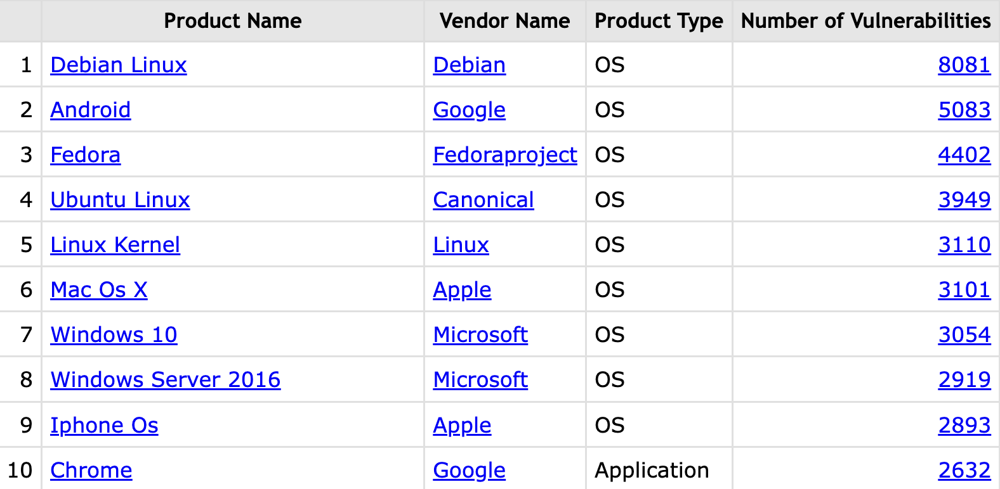 Product Name Vendor Name Product Type Number of Vulnerabilities
1 Debian Linux Debian OS 8081
2 Android Google OS 5083
3 Fedora Fedoraproject OS 4402
4 Ubuntu Linux Canonical OS 3949
5 Linux Kernel Linux OS 3110
6 Mac Os X Apple OS 3101
7 Windows 10 Microsoft OS 3054
8 Windows Server 2016 Microsoft OS 2919
9 Iphone Os Apple OS 2893
10 Chrome Google Application 2632